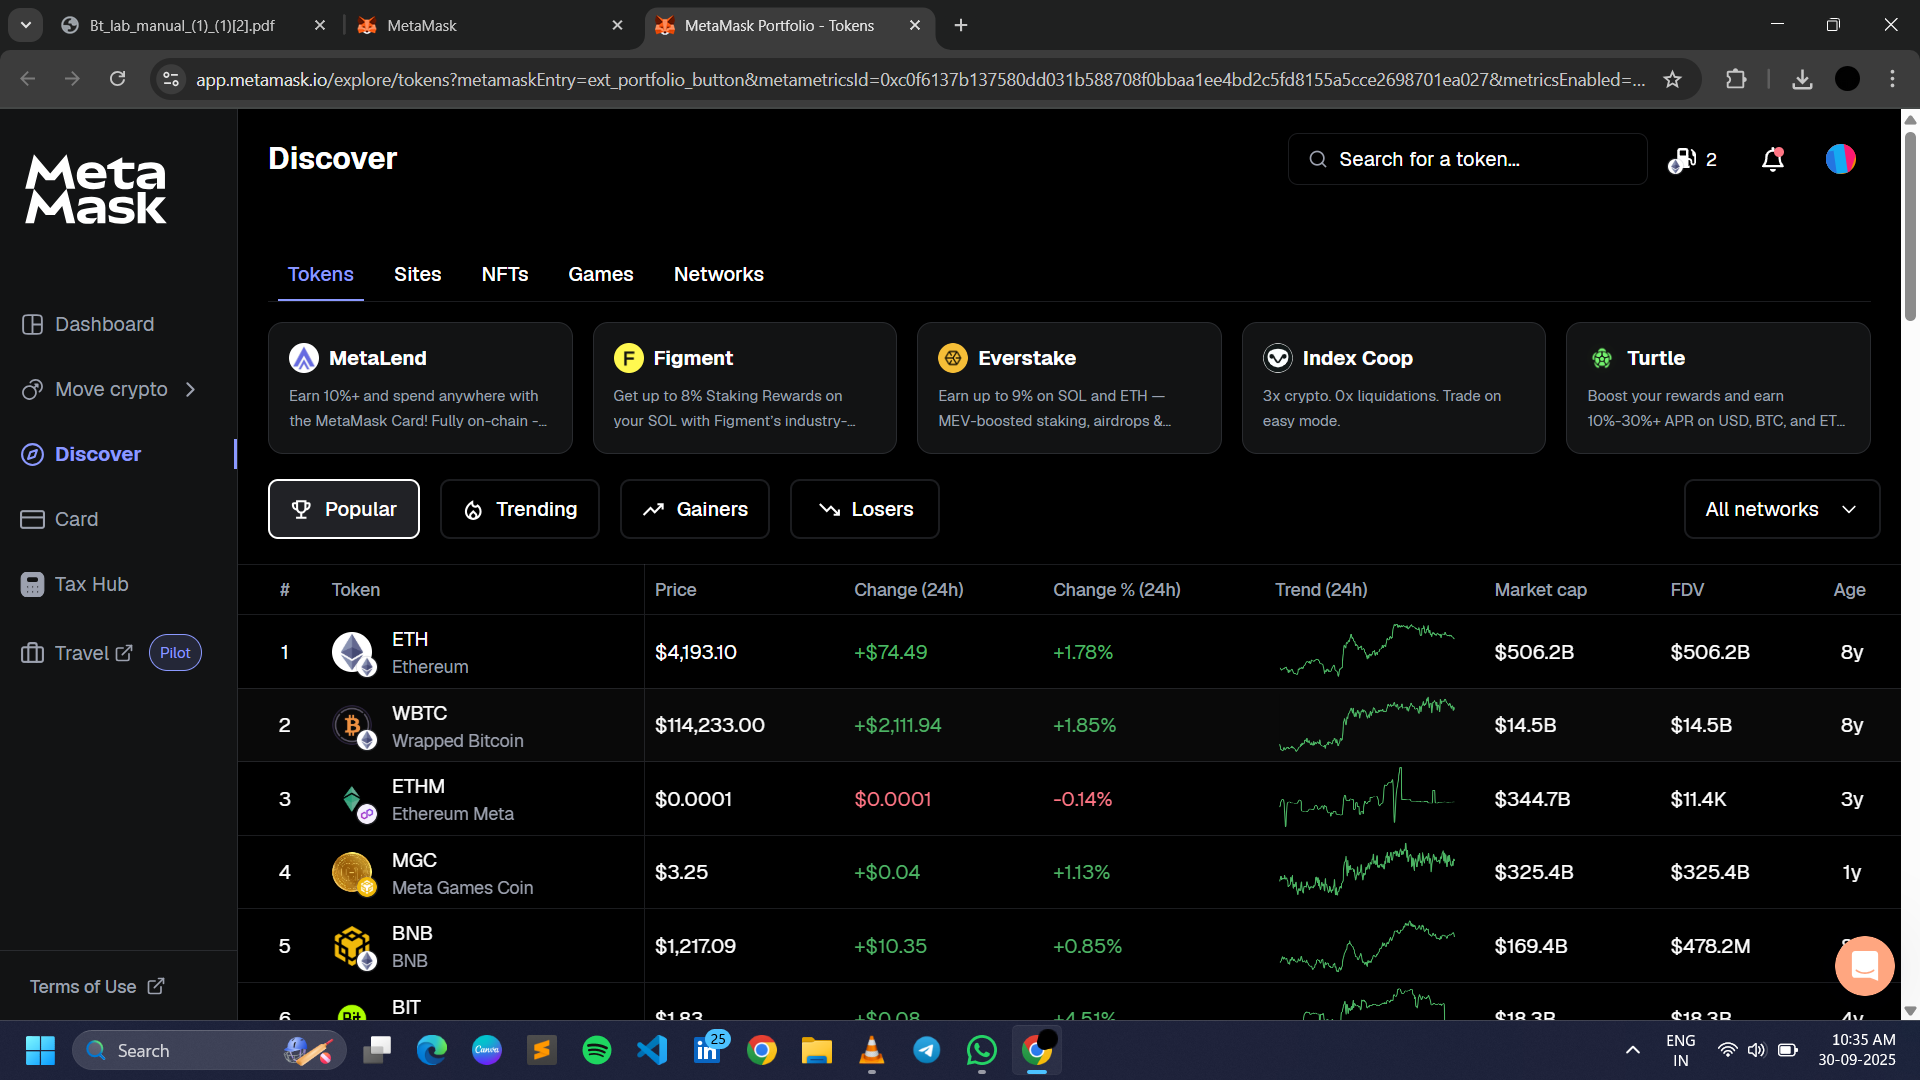 Bt_lab_manual_(1)_(1)[2].pdf
MetaMask
MetaMask Portfolio - Tokens
app.metamask.io/explore/tokens?metamaskEntry=ext_portfolio_button&metametricsId=0xc0f6137b137580dd031b588708f0bbaa1ee4bd2c5fd8155a5cce2698701ea027&metricsEnabled=...
Meta
Mask
Discover
Search for a token...
2
Dashboard
Move crypto
Discover
Card
Tax Hub
Travel
Pilot
Terms of Use
Tokens Sites NFTs Games Networks
MetaLend
Earn 10%+ and spend anywhere with
the MetaMask Card! Fully on-chain -...
Figment
Get up to 8% Staking Rewards on
your SOL with Figment's industry-...
Everstake
Earn up to 9% on SOL and ETH —
MEV-boosted staking, airdrops &...
Index Coop
3x crypto. 0x liquidations. Trade on
easy mode.
Turtle
Boost your rewards and earn
10%-30%+ APR on USD, BTC, and ET...
Popular Trending Gainers Losers All networks
# Token Price Change (24h) Change % (24h) Trend (24h) Market cap FDV Age
1 ETH Ethereum $4,193.10 +$74.49 +1.78% $506.2B $506.2B 8y
2 WBTC Wrapped Bitcoin $114,233.00 +$2,111.94 +1.85% $14.5B $14.5B 8y
3 ETHM Ethereum Meta $0.0001 $0.0001 -0.14% $344.7B $11.4K 3y
4 MGC Meta Games Coin $3.25 +$0.04 +1.13% $325.4B $325.4B 1y
5 BNB BNB $1,217.09 +$10.35 +0.85% $169.4B $478.2M
6 BIT $1.83 +$0.08 +4.51% $18.3B $18.3B 4y
Search
Canva
25
ENG
IN
10:35 AM
30-09-2025